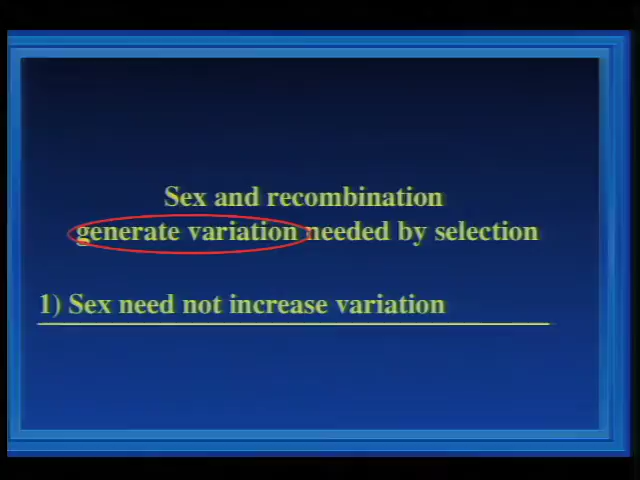 Sex and recombination
generate variation needed by selection
1) Sex need not increase variation